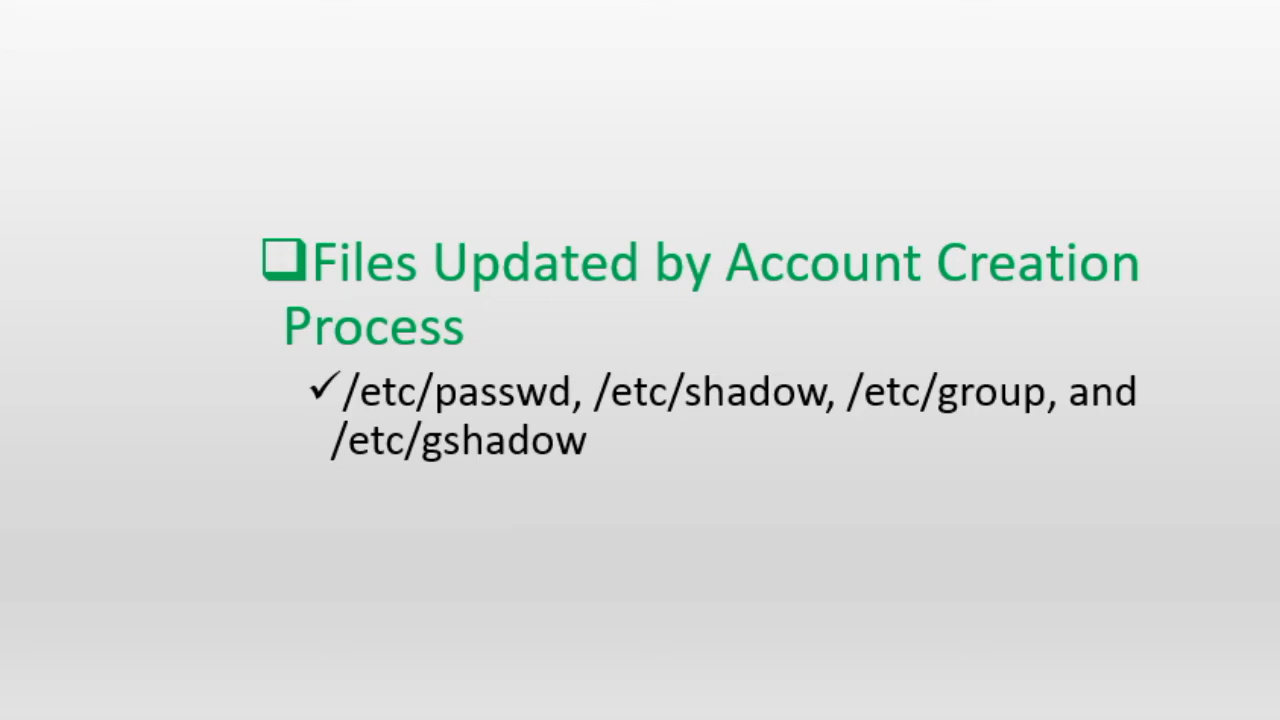 ❑Files Updated by Account Creation
Process
✓/etc/passwd, /etc/shadow, /etc/group, and
/etc/gshadow